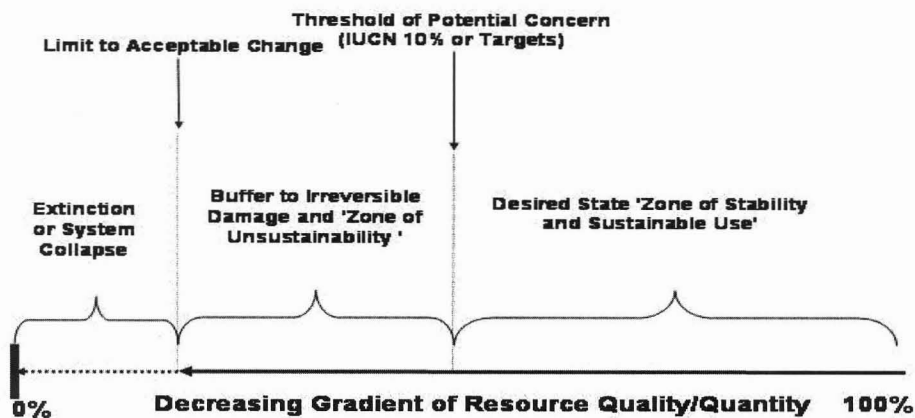 Threshold of Potential Concern
(IUCN 10% or Targets)
Limit to Acceptable Change
Extinction
or System
Collapse
Buffer to Irreversible
Damage and 'Zone of
Unsustainability '
Desired State 'Zone of Stability
and Sustainable Use'
0%
Decreasing Gradient of Resource Quality/Quantity
100%